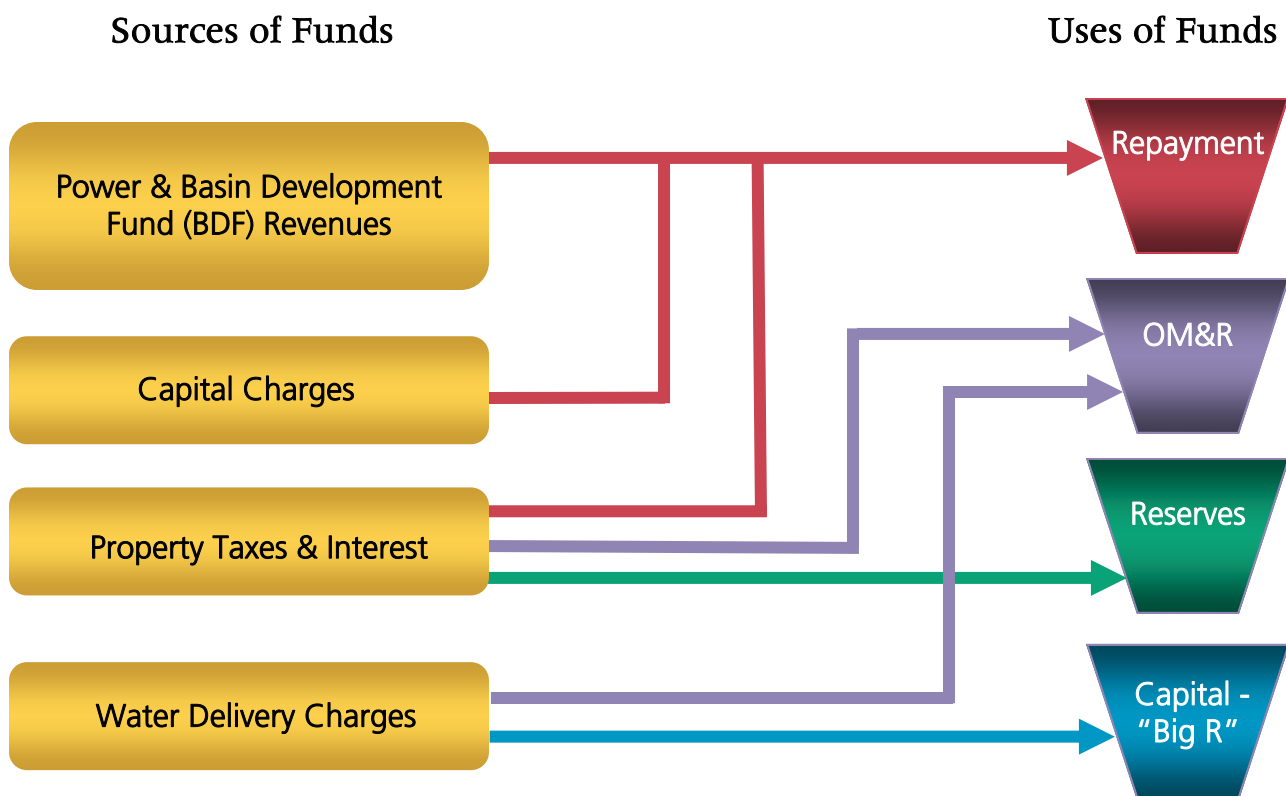 Sources of Funds
Uses of Funds
Power & Basin Development
Fund (BDF) Revenues
Capital Charges
Property Taxes & Interest
Water Delivery Charges
Repayment
OM&R
Reserves
Capital -
“Big R”